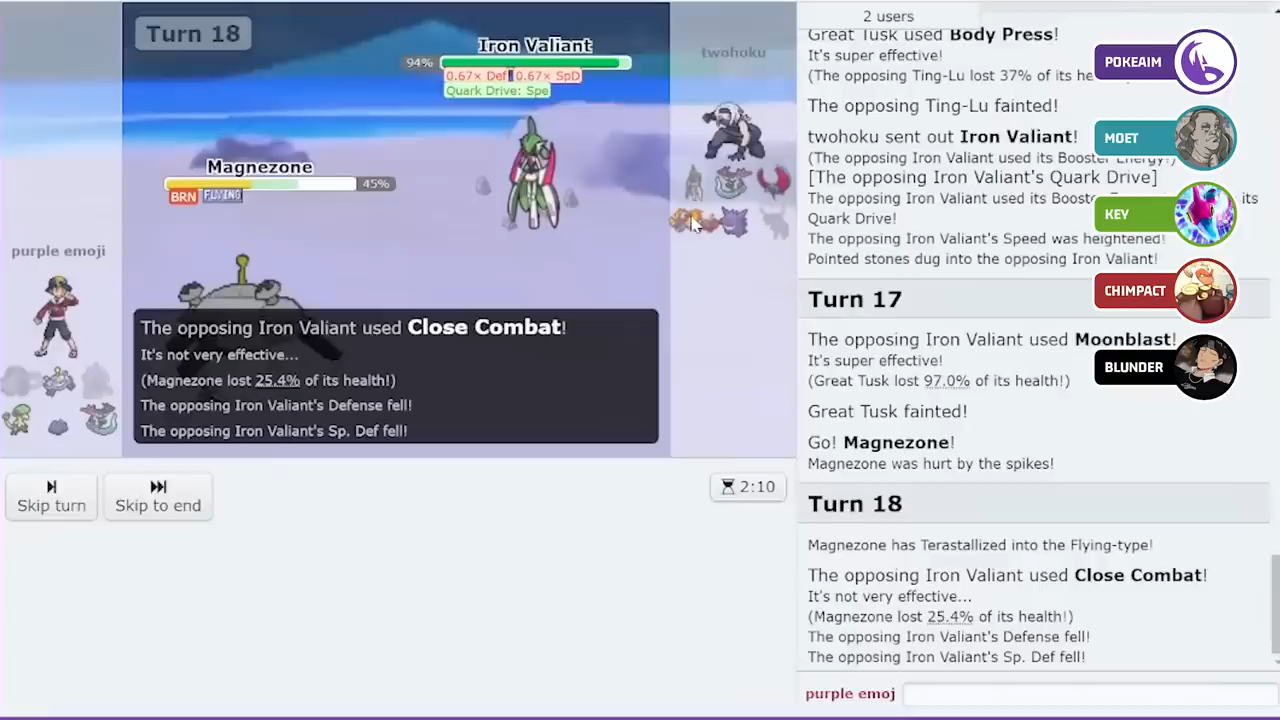 Turn 18
Iron Valiant
94%
0.67× Def
0.67× SpD
Quark Drive: Spe
twohoku
Magnezone
45%
BRN
FLYING
purple emoji
The opposing Iron Valiant used Close Combat!
It's not very effective...
(Magnezone lost 25.4% of its health!)
The opposing Iron Valiant's Defense fell!
The opposing Iron Valiant's Sp. Def fell!
Skip turn
Skip to end
2:10
2 users
Great Tusk used Body Press!
It's super effective!
(The opposing Ting-Lu lost 37% of its he
The opposing Ting-Lu fainted!
twohoku sent out Iron Valiant!
(The opposing Iron Valiant used its Booster Energy!)
[The opposing Iron Valiant's Quark Drive]
The opposing Iron Valiant used its Booste its
Quark Drive!
The opposing Iron Valiant's Speed was heightened!
Pointed stones dug into the opposing Iron Valiant!
Turn 17
The opposing Iron Valiant used Moonblast!
It's super effective!
(Great Tusk lost 97.0% of its health!)
Great Tusk fainted!
Go! Magnezone!
Magnezone was hurt by the spikes!
Turn 18
Magnezone has Terastallized into the Flying-type!
The opposing Iron Valiant used Close Combat!
It's not very effective...
(Magnezone lost 25.4% of its health!)
The opposing Iron Valiant's Defense fell!
The opposing Iron Valiant's Sp. Def fell!
purple emoj
POKEAIM
MOET
KEY
CHIMPACT
BLUNDER